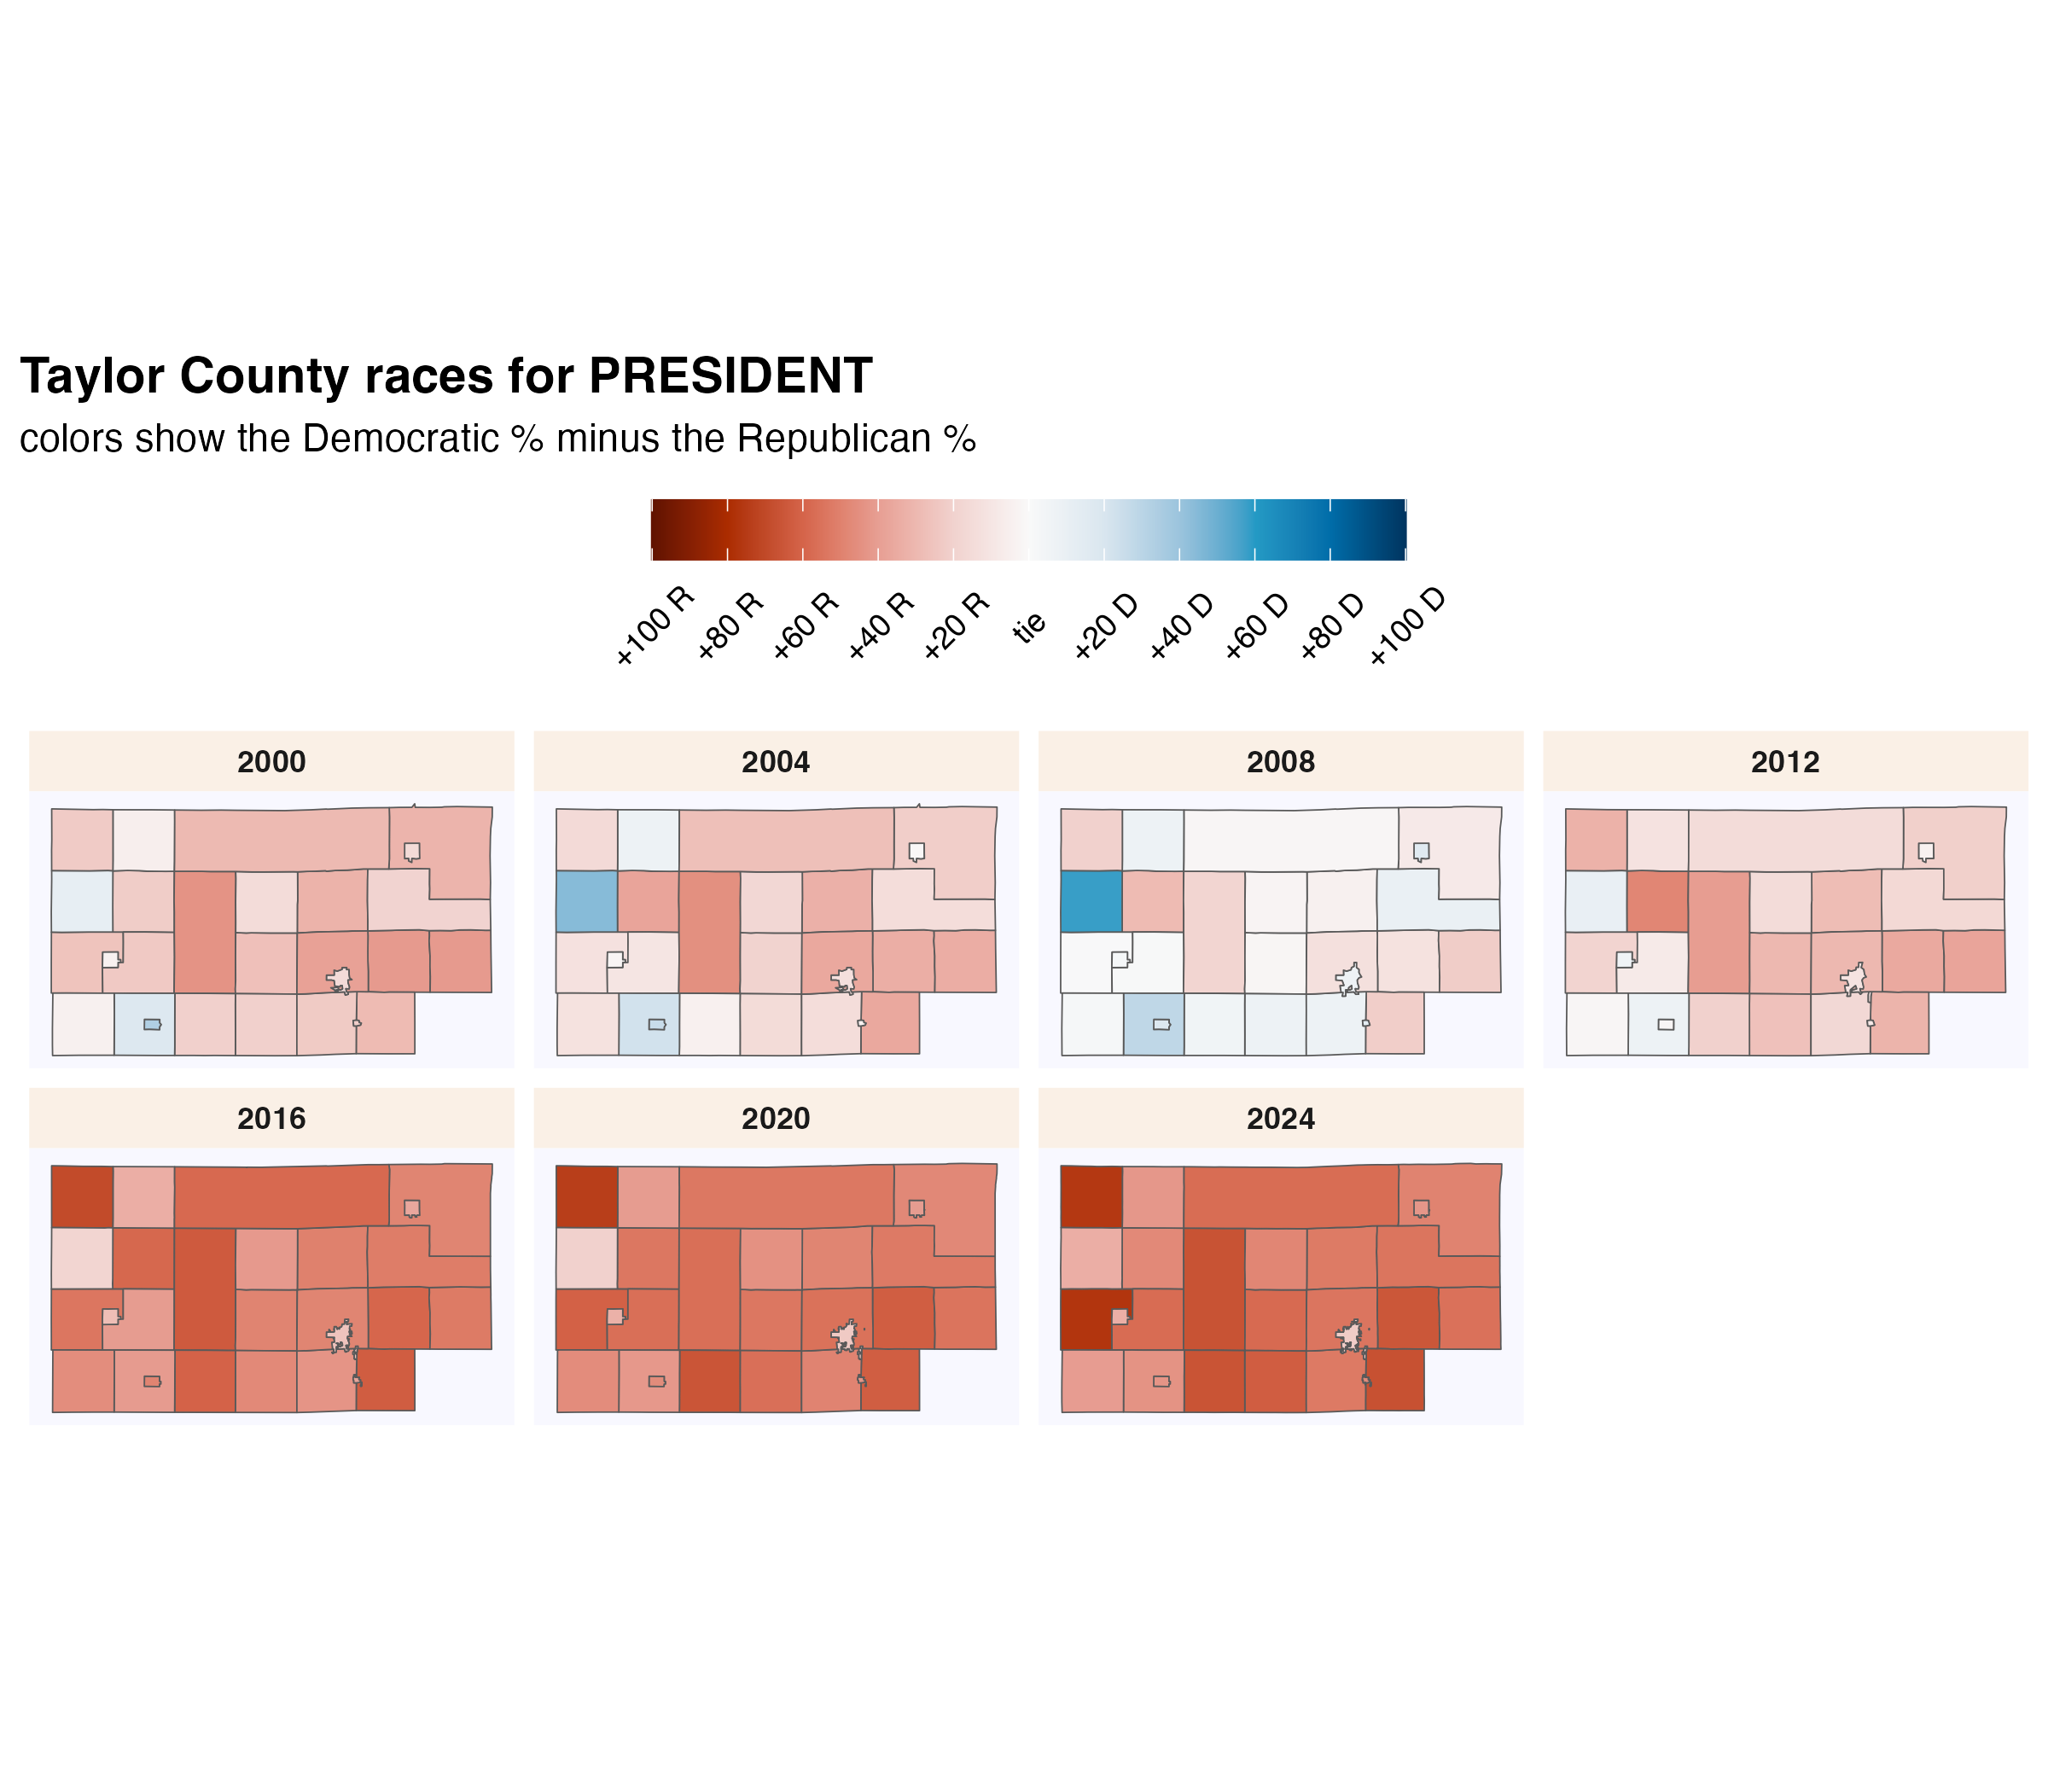 Taylor County races for PRESIDENT
colors show the Democratic % minus the Republican %
+100 R
+80 R
+60 R
+40 R
+20 R
tie
+20 D
+40 D
+60 D
+80 D
+100 D
2000
2004
2008
2012
2016
2020
2024